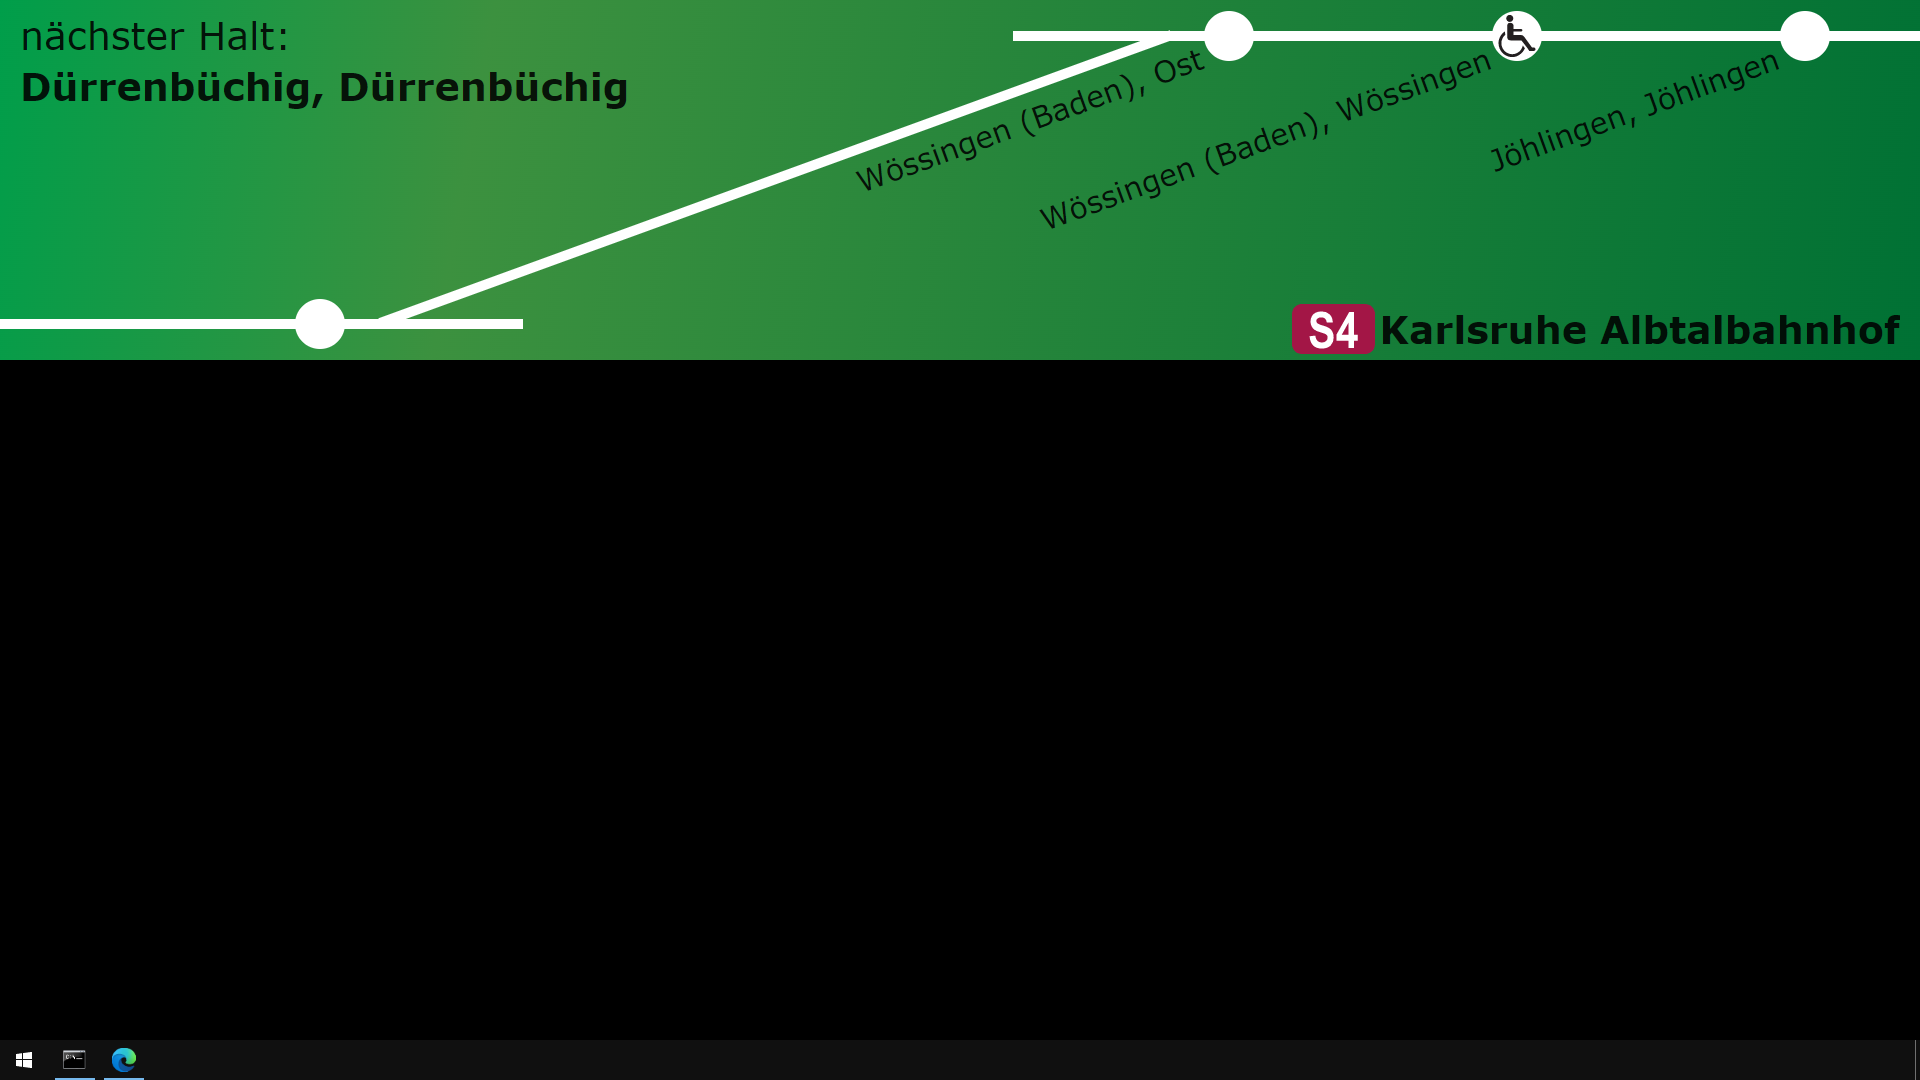 nächster Halt:
Dürrenbüchig, Dürrenbüchig
Wössingen (Baden), Ost
Wössingen (Baden), Wössingen
Jöhlingen, Jöhlingen
S4 Karlsruhe Albtalbahnhof